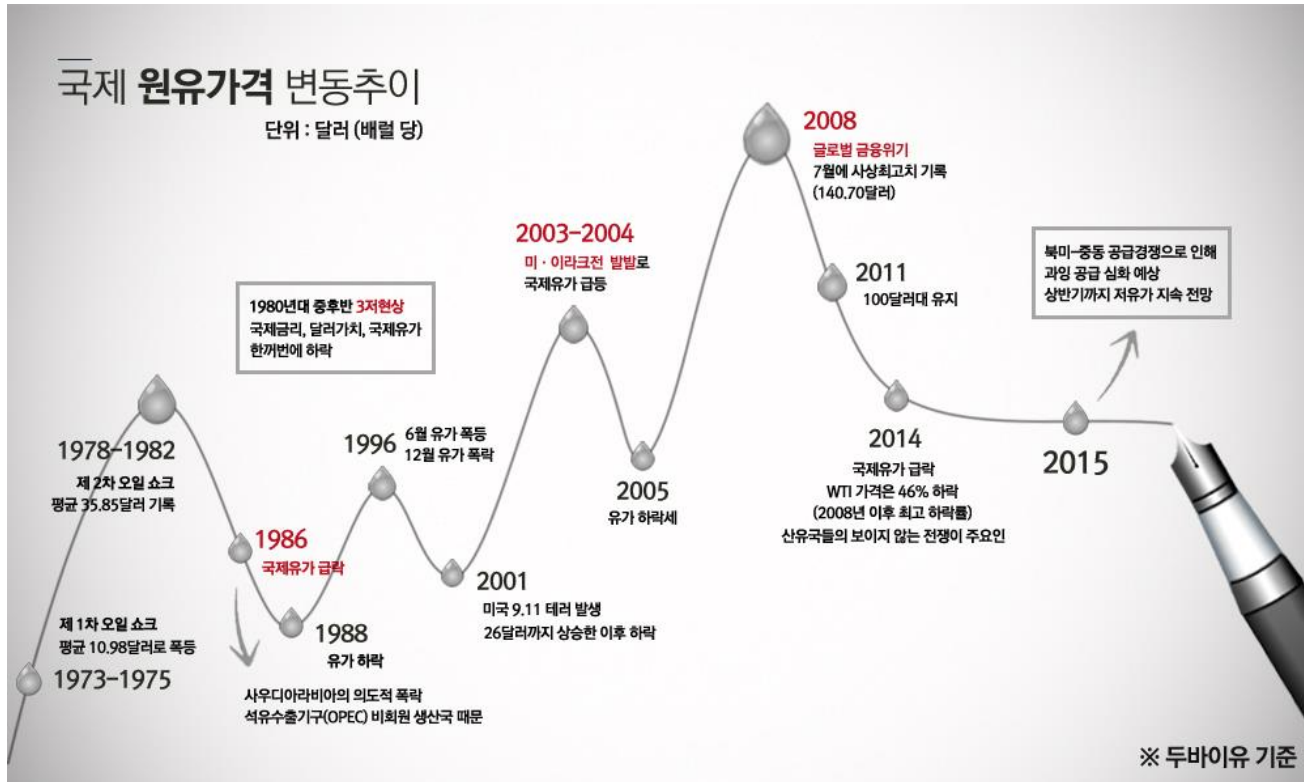 국제 원유가격 변동추이
단위 : 달러 (배럴 당)
제 1차 오일 쇼크
평균 10.98달러로 폭등
1973-1975
1978-1982
제 2차 오일 쇼크
평균 35.85달러 기록
1980년대 중후반 3저현상
국제금리, 달러가치, 국제유가
한꺼번에 하락
1986
국제유가 급락
사우디아라비아의 의도적 폭락
석유수출기구(OPEC) 비회원 생산국 때문
1988
유가 하락
1996
6월 유가 폭등
12월 유가 폭락
2001
미국 9.11 테러 발생
26달러까지 상승한 이후 하락
2003-2004
미 · 이라크전 발발로
국제유가 급등
2005
유가 하락세
2008
글로벌 금융위기
7월에 사상최고치 기록
(140.70달러)
2011
100달러대 유지
2014
국제유가 급락
WTI 가격은 46% 하락
(2008년 이후 최고 하락률)
산유국들의 보이지 않는 전쟁이 주요인
2015
북미-중동 공급경쟁으로 인해
과잉 공급 심화 예상
상반기까지 저유가 지속 전망
※ 두바이유 기준